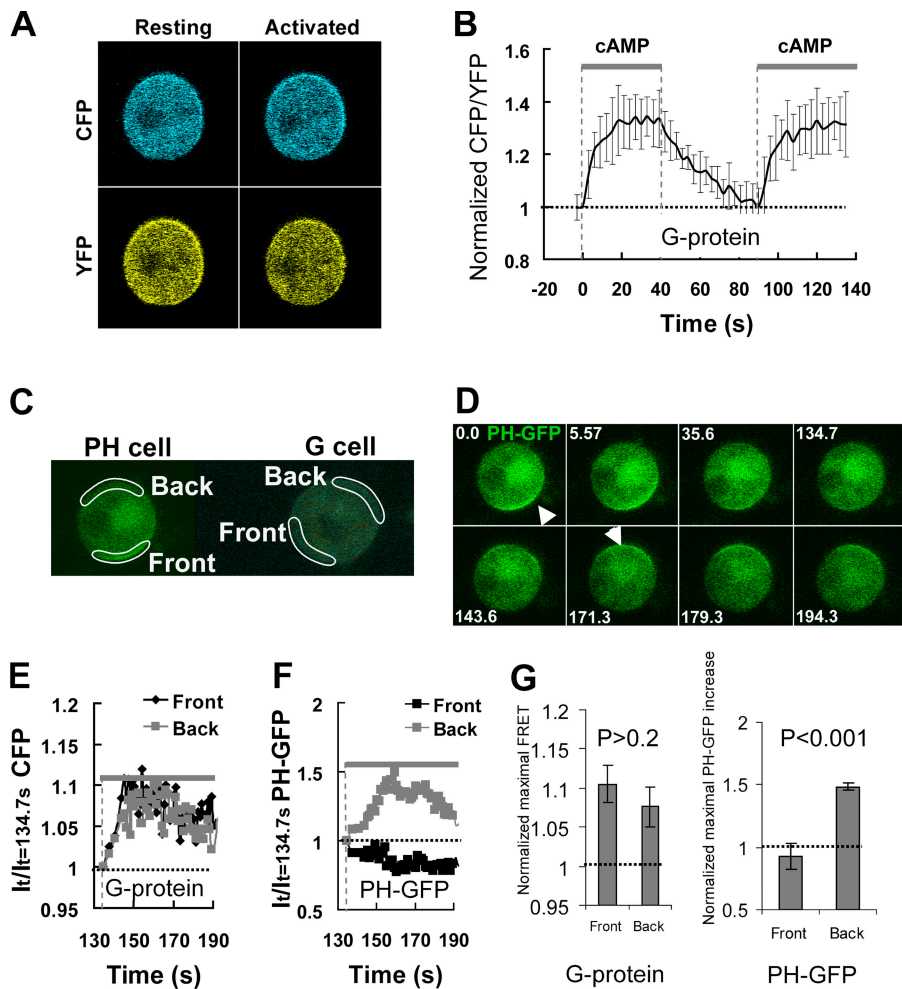 A
Resting Activated
CFP
YFP
B
Normalized CFP/YFP
1.6
1.4
1.2
1
0.8
cAMP cAMP
G-protein
-20 0 20 40 60 80 100 120 140
Time (s)
C
PH cell G cell
Back
Front
Back
Front
D
0.0 PH-GFP 5.57 35.6 134.7
143.6 171.3 179.3 194.3
E
It/It=134.7s CFP
1.2
1.15
1.1
1.05
1
0.95
Front
Back
G-protein
130 150 170 190
Time (s)
F
It/It=134.7s PH-GFP
2
1.5
1
0.5
Front
Back
PH-GFP
130 150 170 190
Time (s)
G
Normalized maximal FRET
1.2
1.15
1.1
1.05
1
0.95
P>0.2
Front Back
G-protein
Normalized maximal PH-GFP increase
2
1.5
1
0.5
P<0.001
Front Back
PH-GFP